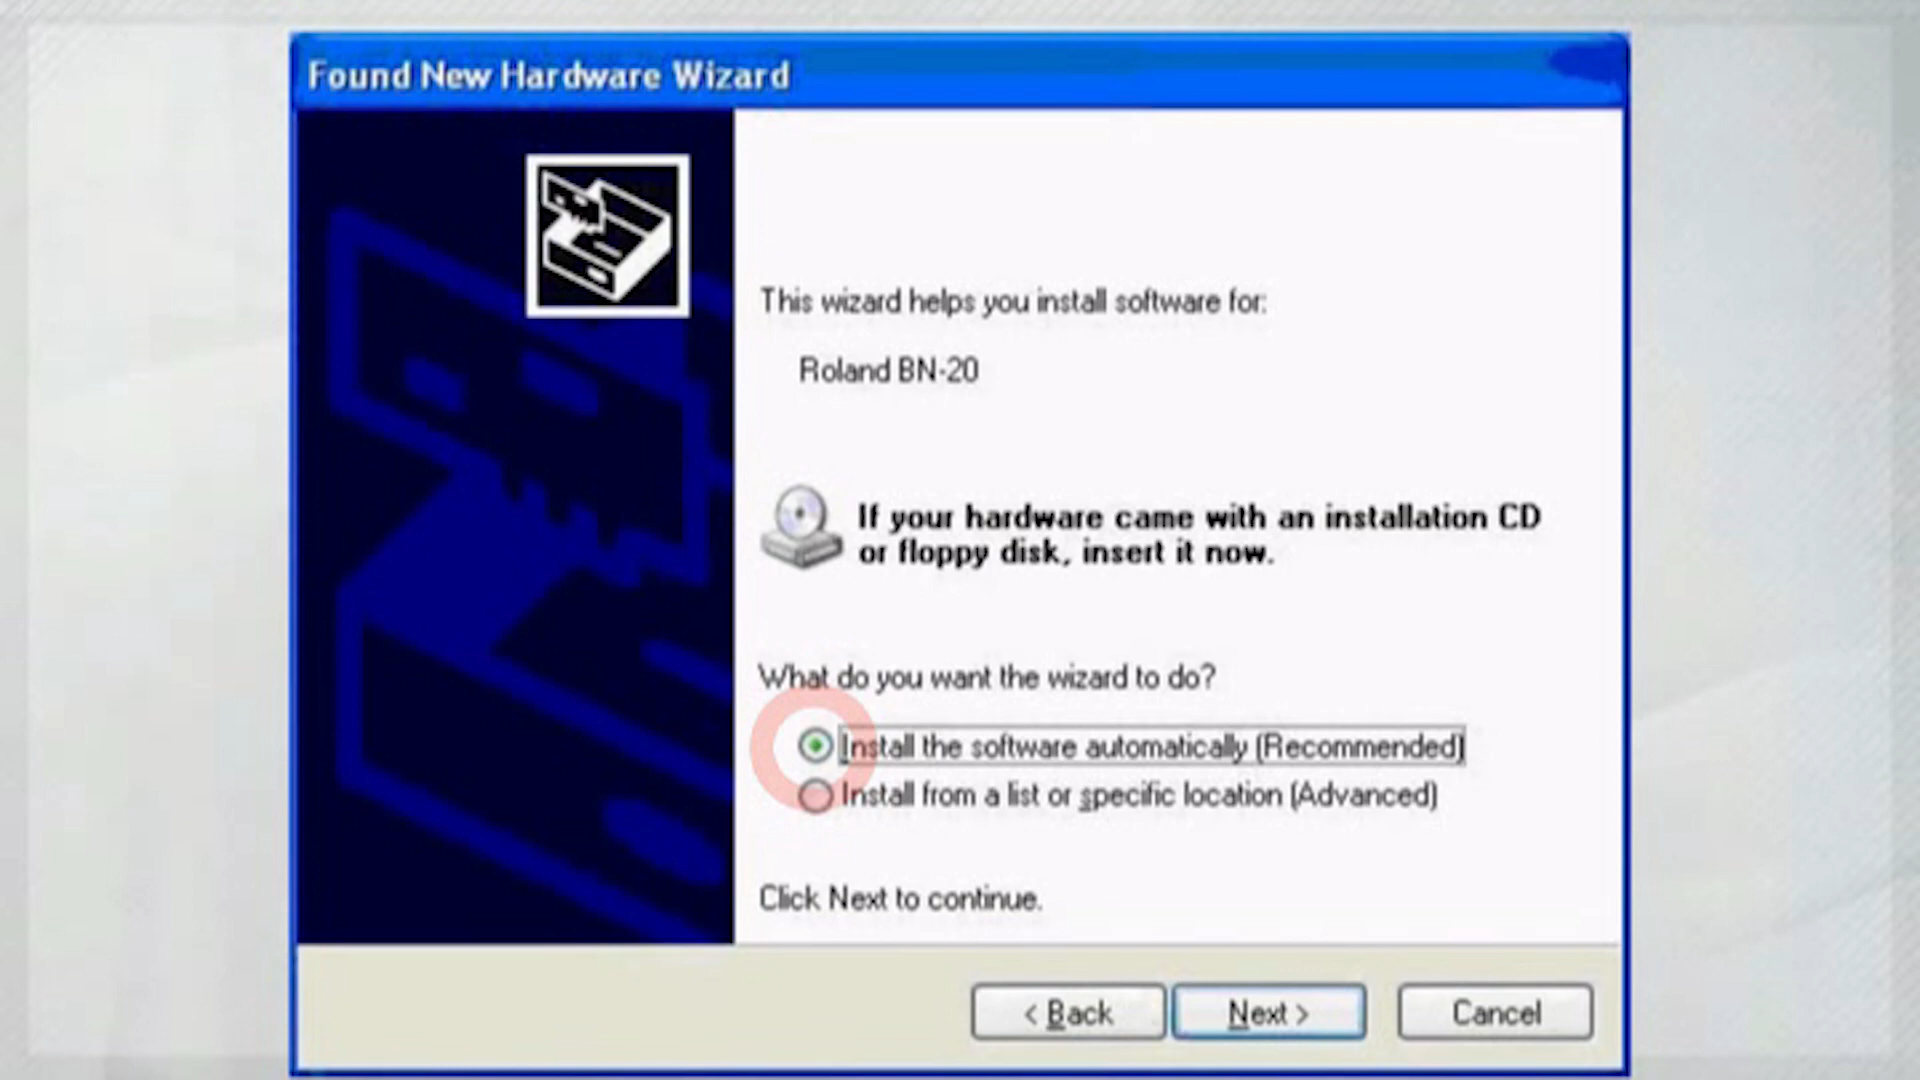 Found New Hardware Wizard
This wizard helps you install software for:
Roland BN-20
If your hardware came with an installation CD
or floppy disk, insert it now.
What do you want the wizard to do?
Install the software automatically (Recommended)
Install from a list or specific location (Advanced)
Click Next to continue.
< Back
Next >
Cancel